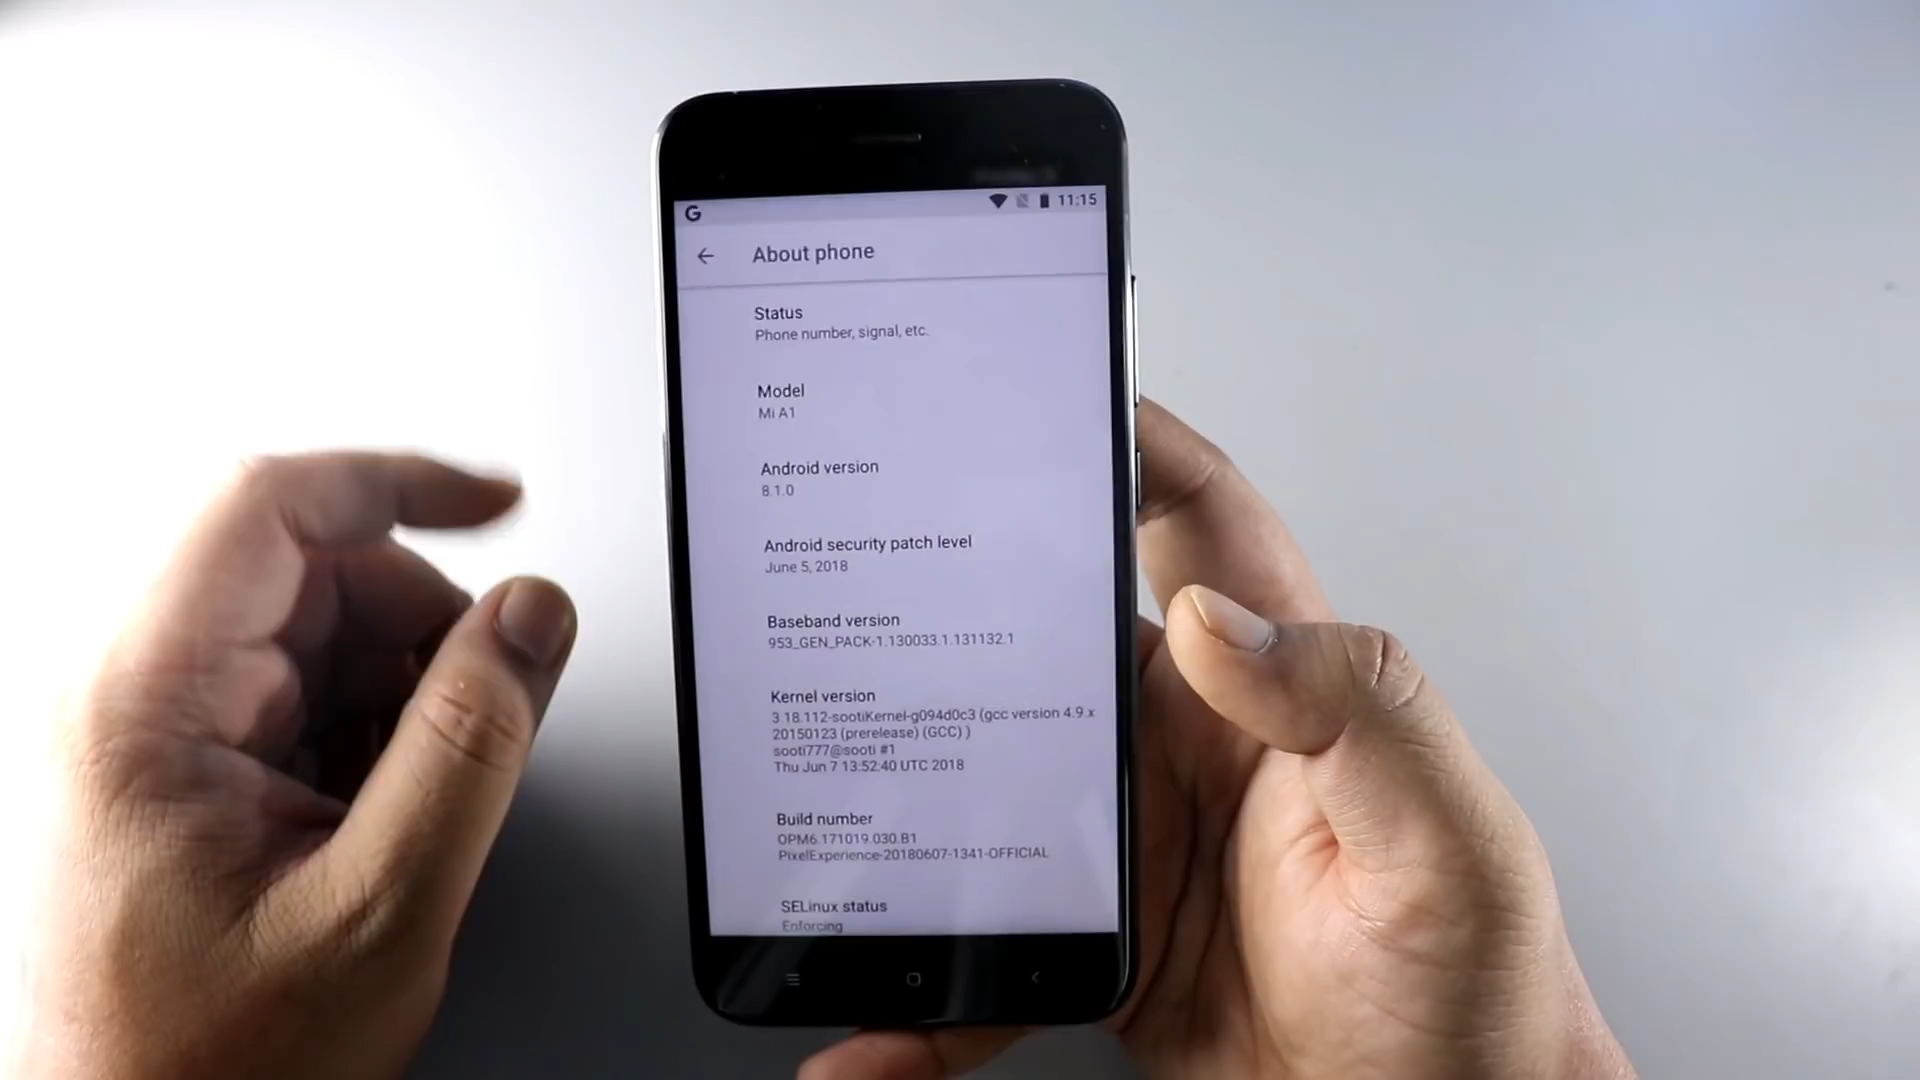 G 11:15
About phone
Status
Phone number, signal, etc.
Model
Mi A1
Android version
8.1.0
Android security patch level
June 5, 2018
Baseband version
953_GEN_PACK-1.130033.1.131132.1
Kernel version
3.18.112-sootiKernel-g094d0c3 (gcc version 4.9.x
20150123 (prerelease) (GCC) )
sooti777@sooti #1
Thu Jun 7 13:52:40 UTC 2018
Build number
OPM6.171019.030.B1
PixelExperience-20180607-1341-OFFICIAL
SELinux status
Enforcing